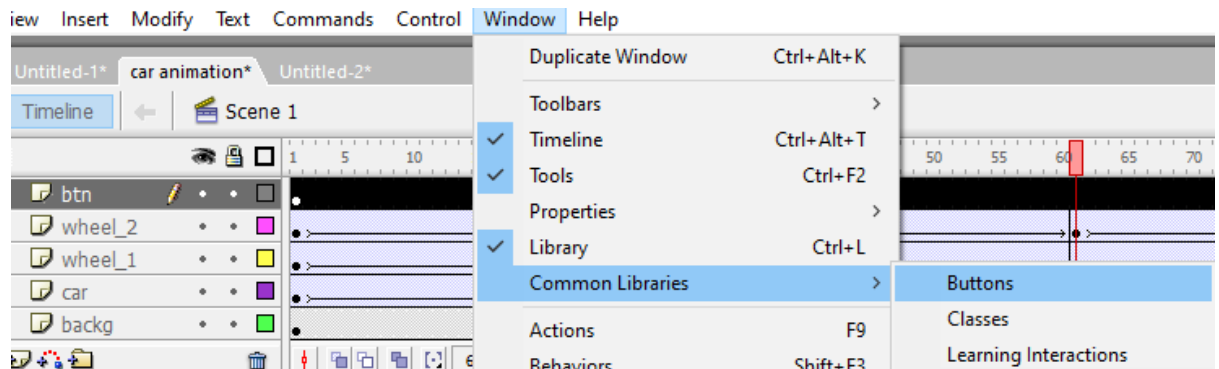 iew Insert Modify Text Commands Control Window Help
Untitled-1* car animation* Untitled-2*
Timeline Scene 1
1 5 10 50 55 60 65 70
btn
wheel_2
wheel_1
car
backg
Duplicate Window Ctrl+Alt+K
Toolbars
Timeline Ctrl+Alt+T
Tools Ctrl+F2
Properties
Library Ctrl+L
Common Libraries
Actions F9
Behaviors Shift+F3
Buttons
Classes
Learning Interactions